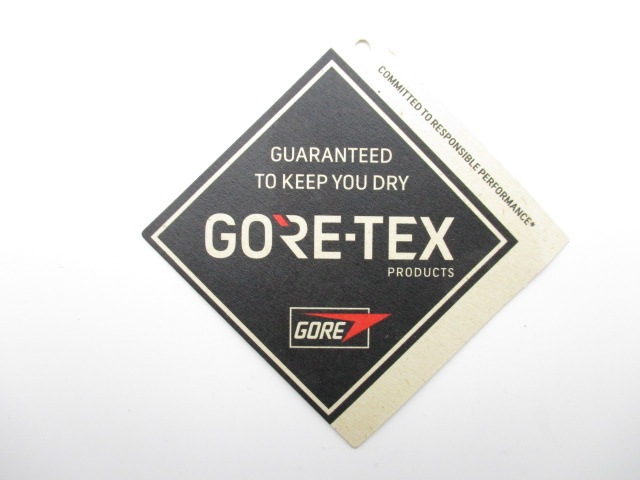 COMMITTED TO RESPONSIBLE PERFORMANCE*
GUARANTEED
TO KEEP YOU DRY
GORE-TEX
PRODUCTS
GORE